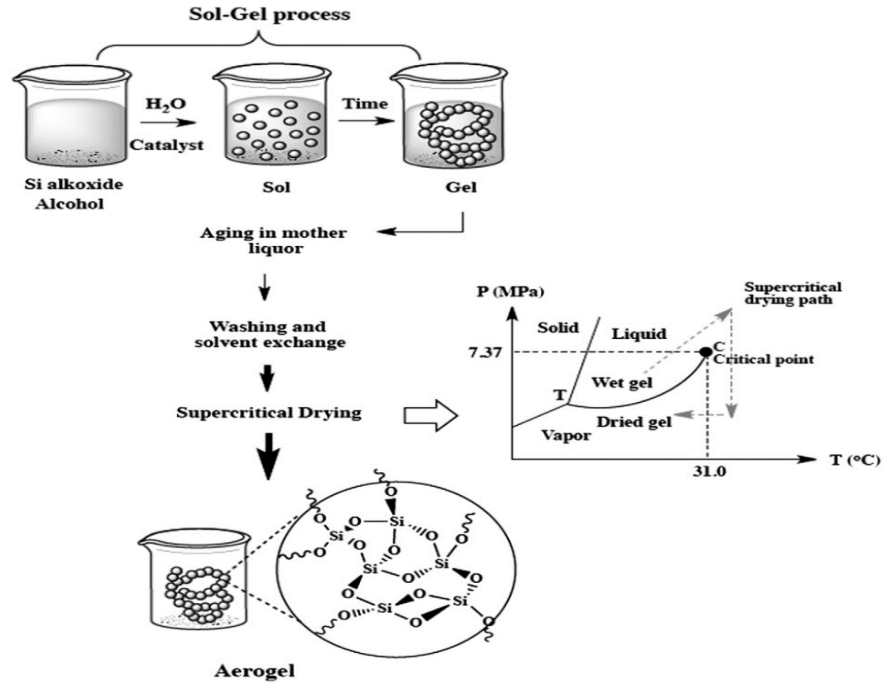 Sol-Gel process
H₂O
Catalyst
Time
Si alkoxide
Alcohol
Sol
Gel
Aging in mother
liquor
Washing and
solvent exchange
Supercritical Drying
P (MPa)
Supercritical
drying path
Solid
Liquid
7.37
C
Critical point
Wet gel
T
Dried gel
Vapor
T (°C)
31.0
O
Si
O
Si
O
O
O
O
O
O
Si
O
Si
O
O
Si
O
Si
O
O
O
Aerogel